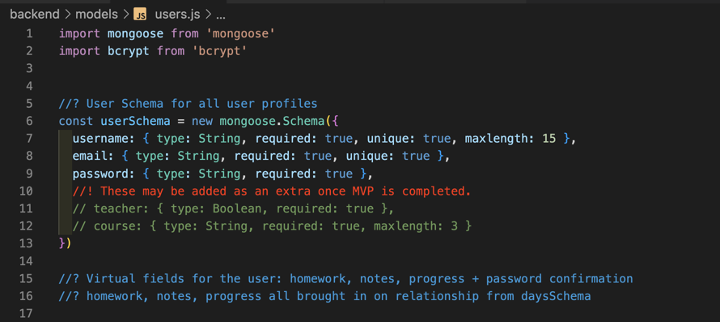 backend > models > JS users.js > ...
1 import mongoose from 'mongoose'
2 import bcrypt from 'bcrypt'
3
4
5 //? User Schema for all user profiles
6 const userSchema = new mongoose.Schema({
7 username: { type: String, required: true, unique: true, maxlength: 15 },
8 email: { type: String, required: true, unique: true },
9 password: { type: String, required: true },
10 //! These may be added as an extra once MVP is completed.
11 // teacher: { type: Boolean, required: true },
12 // course: { type: String, required: true, maxlength: 3 }
13 })
14
15 //? Virtual fields for the user: homework, notes, progress + password confirmation
16 //? homework, notes, progress all brought in on relationship from daysSchema
17